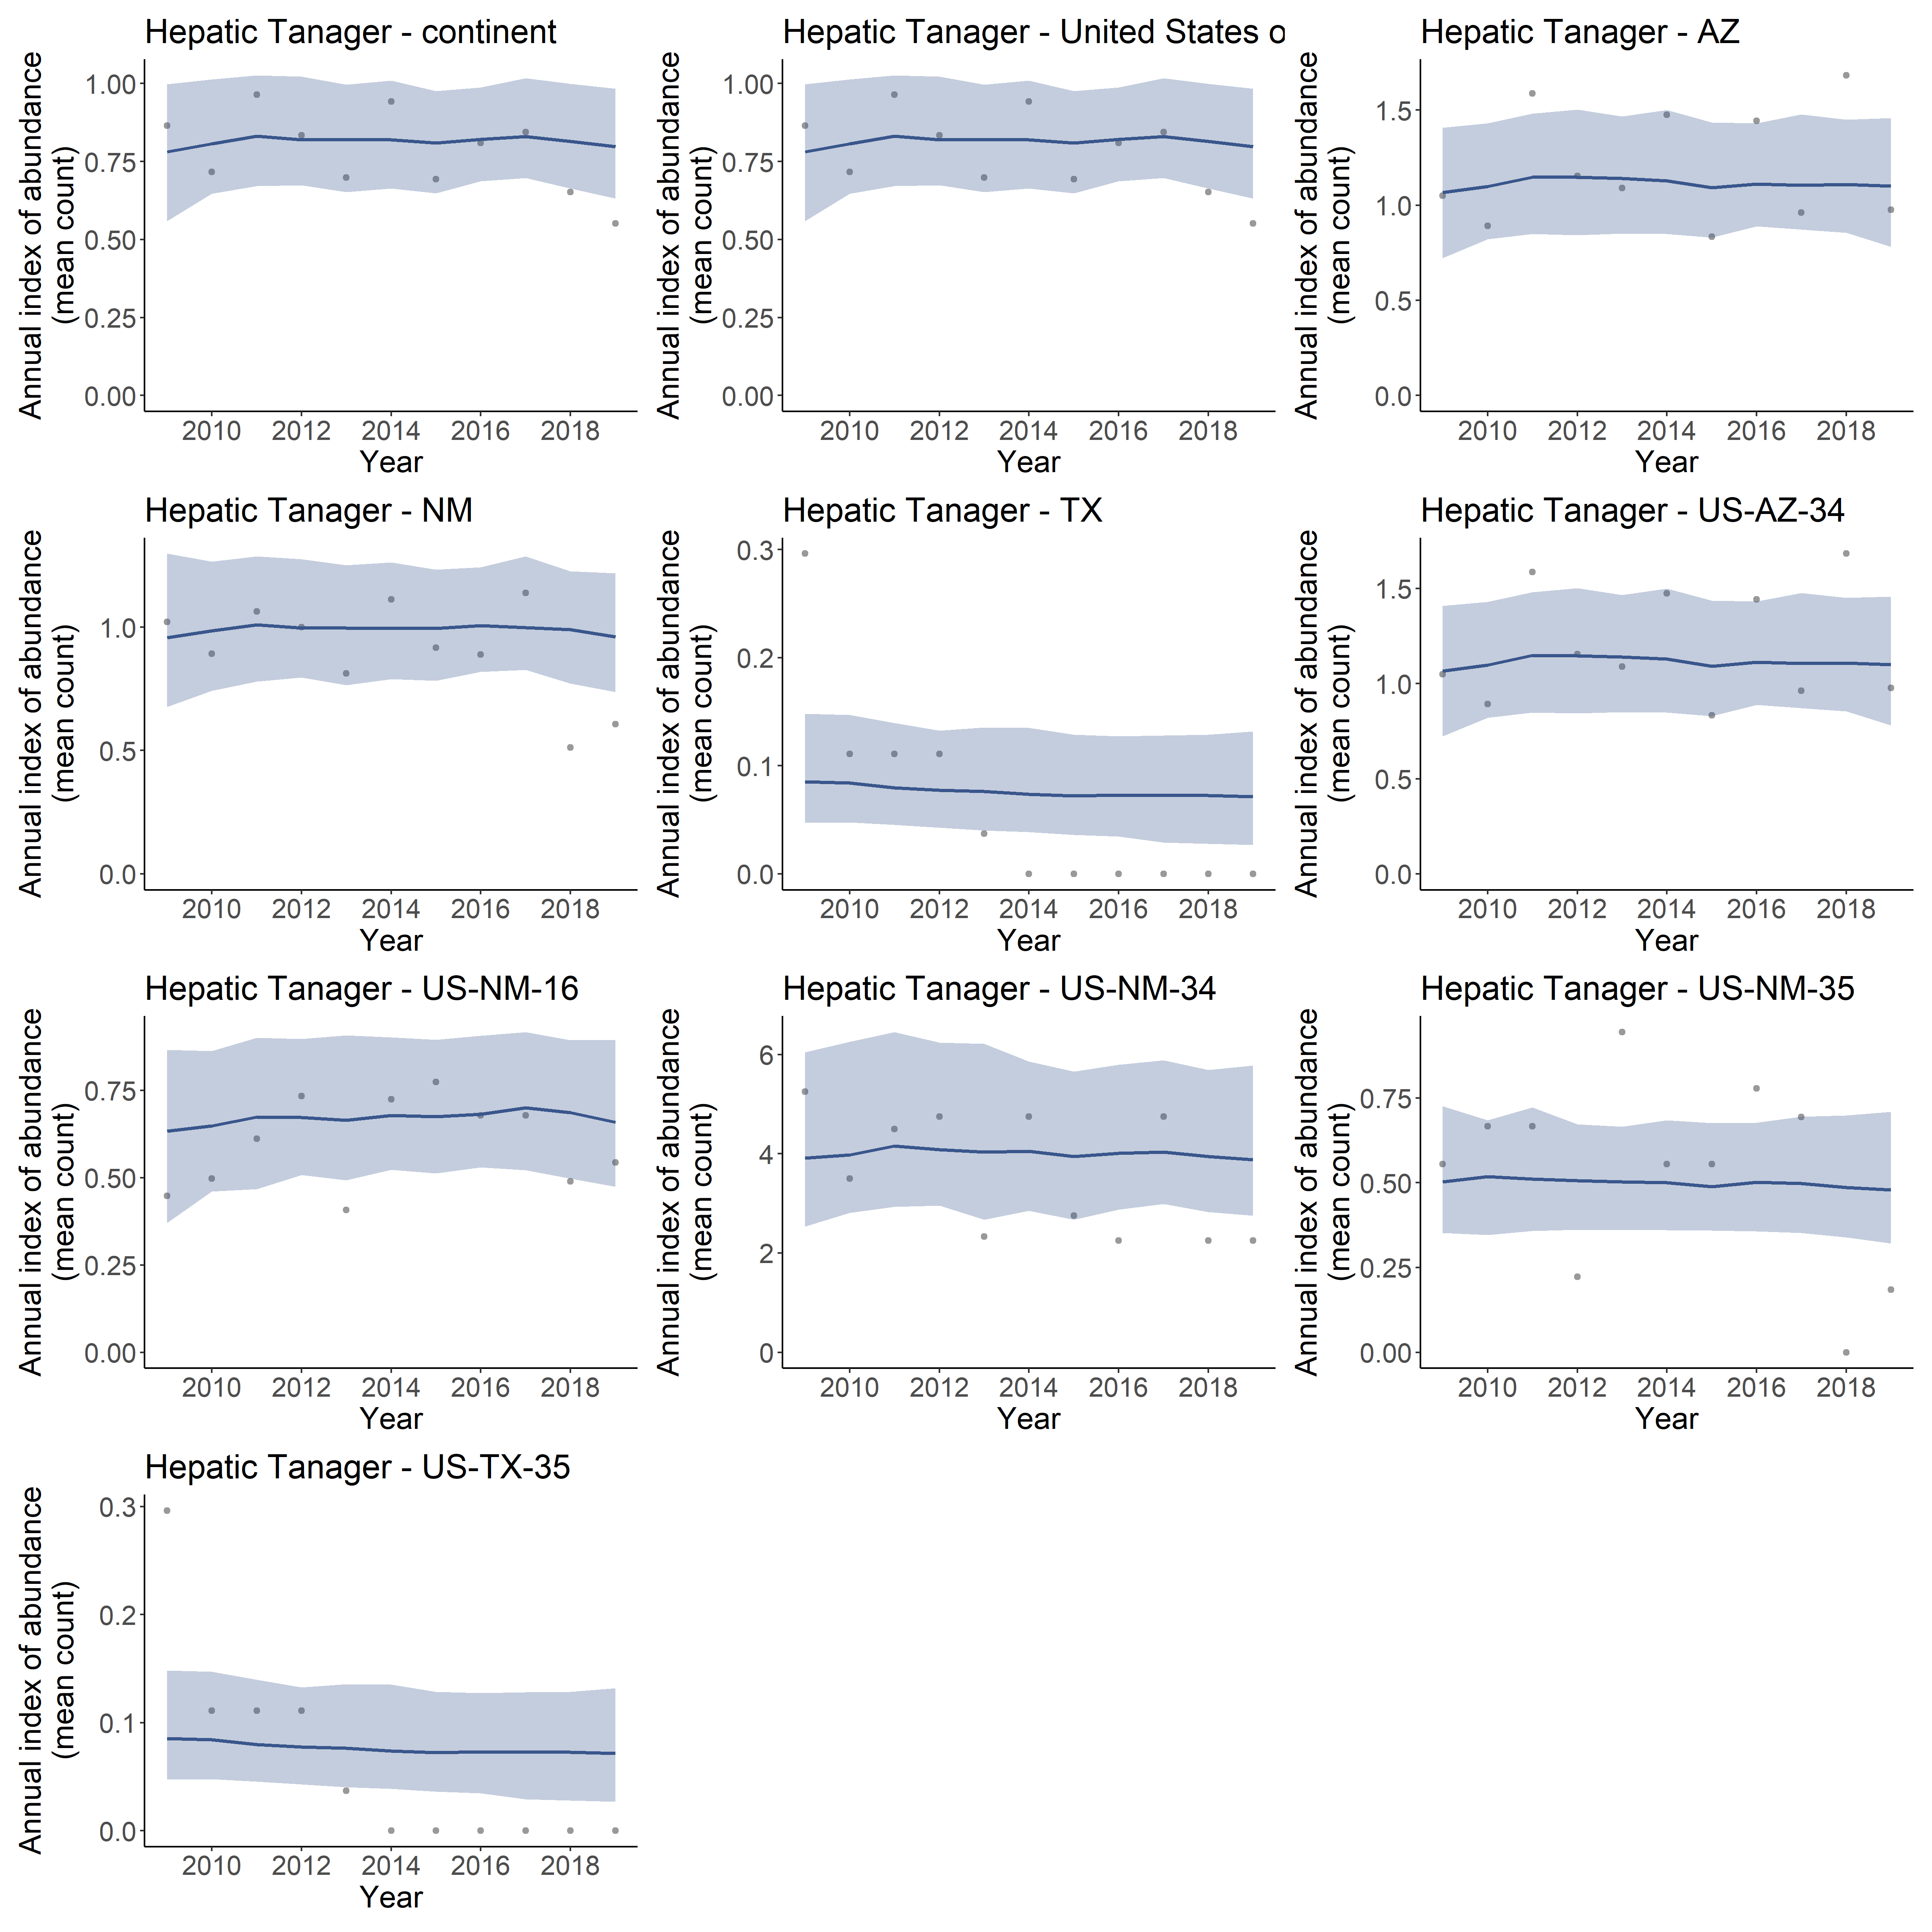 Hepatic Tanager - continent
Annual index of abundance
(mean count)
1.00
0.75
0.50
0.25
0.00
2010 2012 2014 2016 2018
Year
Hepatic Tanager - United States o
Annual index of abundance
(mean count)
1.00
0.75
0.50
0.25
0.00
2010 2012 2014 2016 2018
Year
Hepatic Tanager - AZ
Annual index of abundance
(mean count)
1.5
1.0
0.5
0.0
2010 2012 2014 2016 2018
Year
Hepatic Tanager - NM
Annual index of abundance
(mean count)
1.0
0.5
0.0
2010 2012 2014 2016 2018
Year
Hepatic Tanager - TX
Annual index of abundance
(mean count)
0.3
0.2
0.1
0.0
2010 2012 2014 2016 2018
Year
Hepatic Tanager - US-AZ-34
Annual index of abundance
(mean count)
1.5
1.0
0.5
0.0
2010 2012 2014 2016 2018
Year
Hepatic Tanager - US-NM-16
Annual index of abundance
(mean count)
0.75
0.50
0.25
0.00
2010 2012 2014 2016 2018
Year
Hepatic Tanager - US-NM-34
Annual index of abundance
(mean count)
6
4
2
0
2010 2012 2014 2016 2018
Year
Hepatic Tanager - US-NM-35
Annual index of abundance
(mean count)
0.75
0.50
0.25
0.00
2010 2012 2014 2016 2018
Year
Hepatic Tanager - US-TX-35
Annual index of abundance
(mean count)
0.3
0.2
0.1
0.0
2010 2012 2014 2016 2018
Year